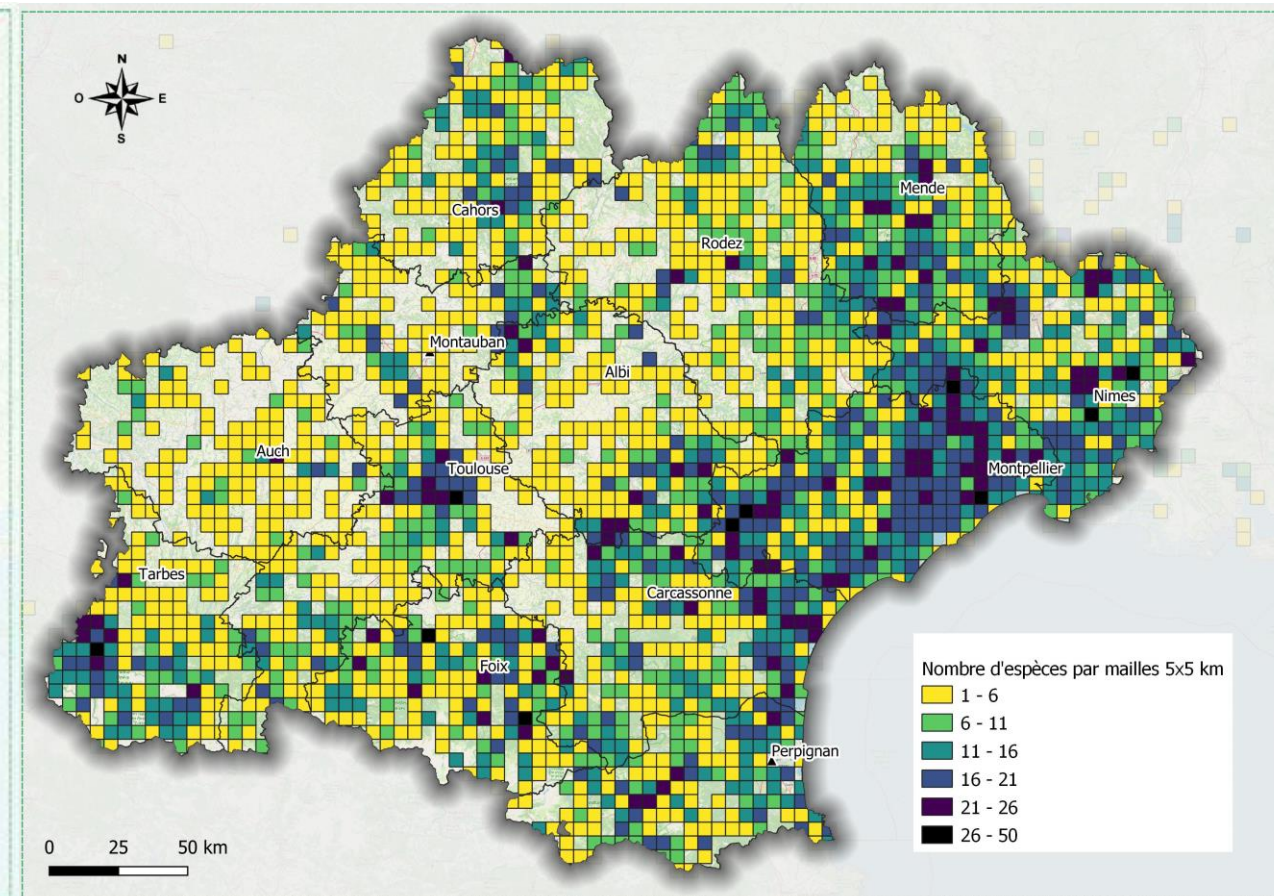 N
O E
S
Mende
Cahors
Rodez
Montauban
Albi
Nimes
Auch
Toulouse
Montpellier
Tarbes
Carcassonne
Foix
Perpignan
Nombre d'espèces par mailles 5x5 km
1 - 6
6 - 11
11 - 16
16 - 21
21 - 26
26 - 50
0 25 50 km